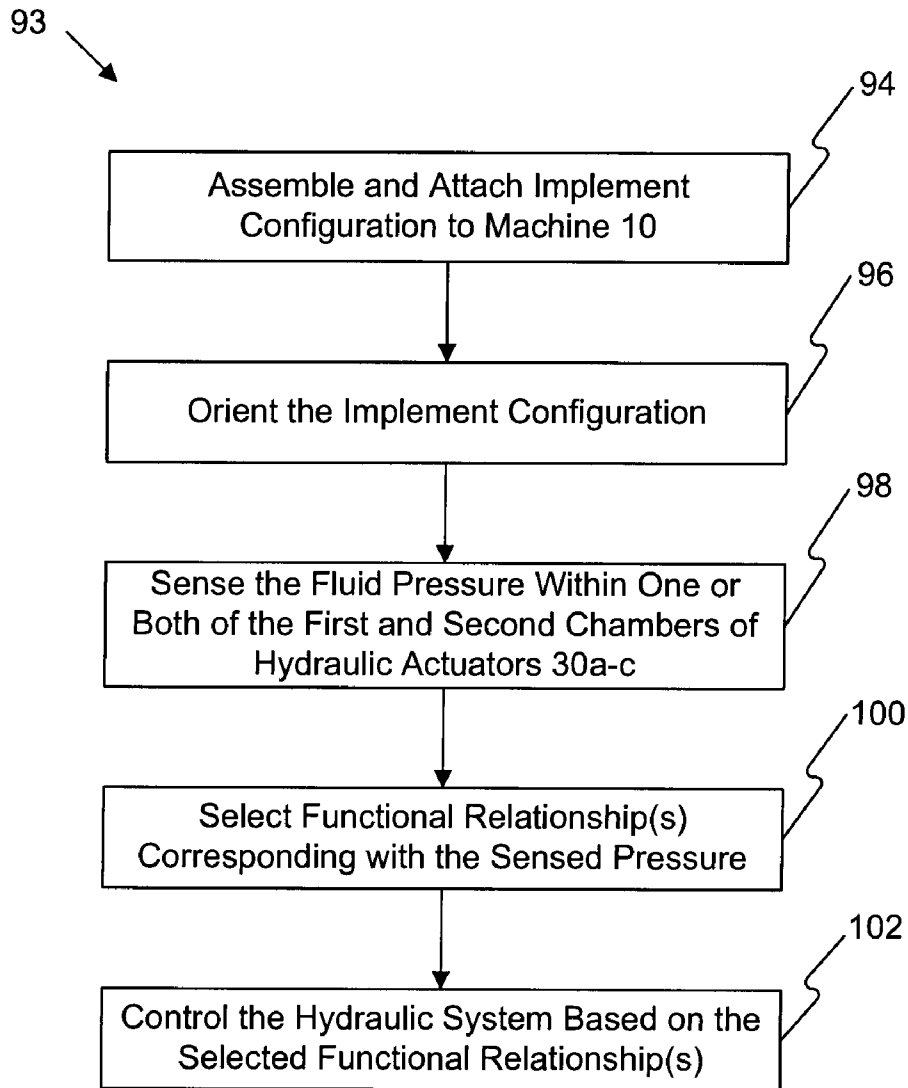 93
94
Assemble and Attach Implement
Configuration to Machine 10
96
Orient the Implement Configuration
98
Sense the Fluid Pressure Within One or
Both of the First and Second Chambers of
Hydraulic Actuators 30a-c
100
Select Functional Relationship(s)
Corresponding with the Sensed Pressure
102
Control the Hydraulic System Based on the
Selected Functional Relationship(s)